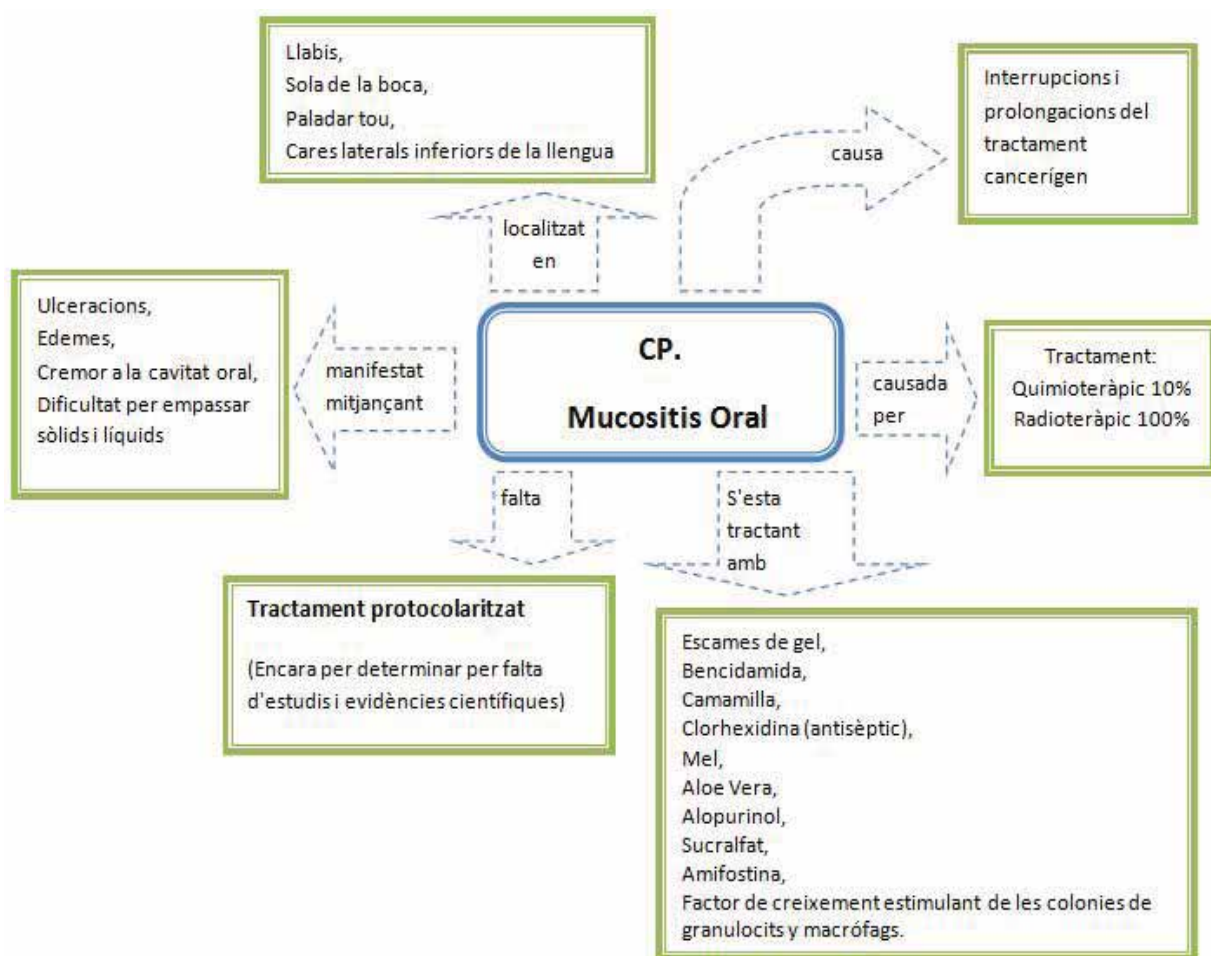 Llabis,
Sola de la boca,
Paladar tou,
Cares laterals inferiors de la llengua
Interrupcions i
prolongacions del
tractament
cancerígen
causa
localitzat
en
Ulceracions,
Edemes,
Cremor a la cavitat oral,
Dificultat per empassar
sòlids i líquids
manifestat
mitjançant
CP.
Mucositis Oral
causada
per
Tractament:
Quimioteràpic 10%
Radioteràpic 100%
falta
S'esta
tractant
amb
Tractament protocolaritzat
(Encara per determinar per falta
d'estudis i evidències científiques)
Escames de gel,
Bencidamida,
Camamilla,
Clorhexidina (antisèptic),
Mel,
Aloe Vera,
Alopurinol,
Sucralfat,
Amifostina,
Factor de creixement estimulant de les colonies de
granulocits y macrófags.